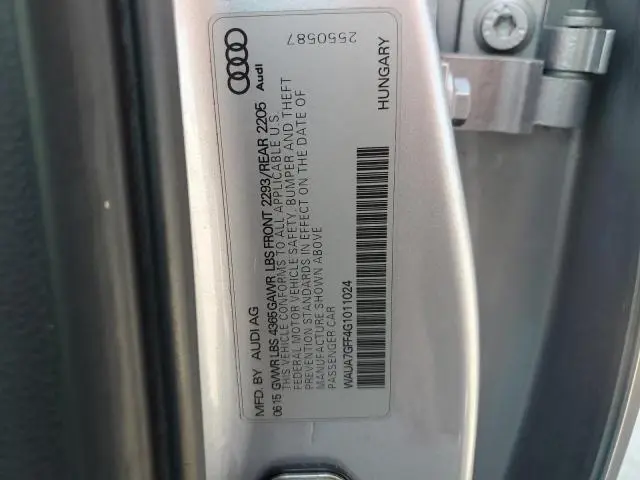 MFD. BY AUDI AG
06 15 GVWR LBS 4365 GAWR LBS FRONT 2293/REAR 2205
THIS VEHICLE CONFORMS TO ALL APPLICABLE U.S.
FEDERAL MOTOR VEHICLE SAFETY, BUMPER AND THEFT
PREVENTION STANDARDS IN EFFECT ON THE DATE OF
MANUFACTURE SHOWN ABOVE
PASSENGER CAR
WAUA7GFF4G1011024
Audi
2550587
HUNGARY